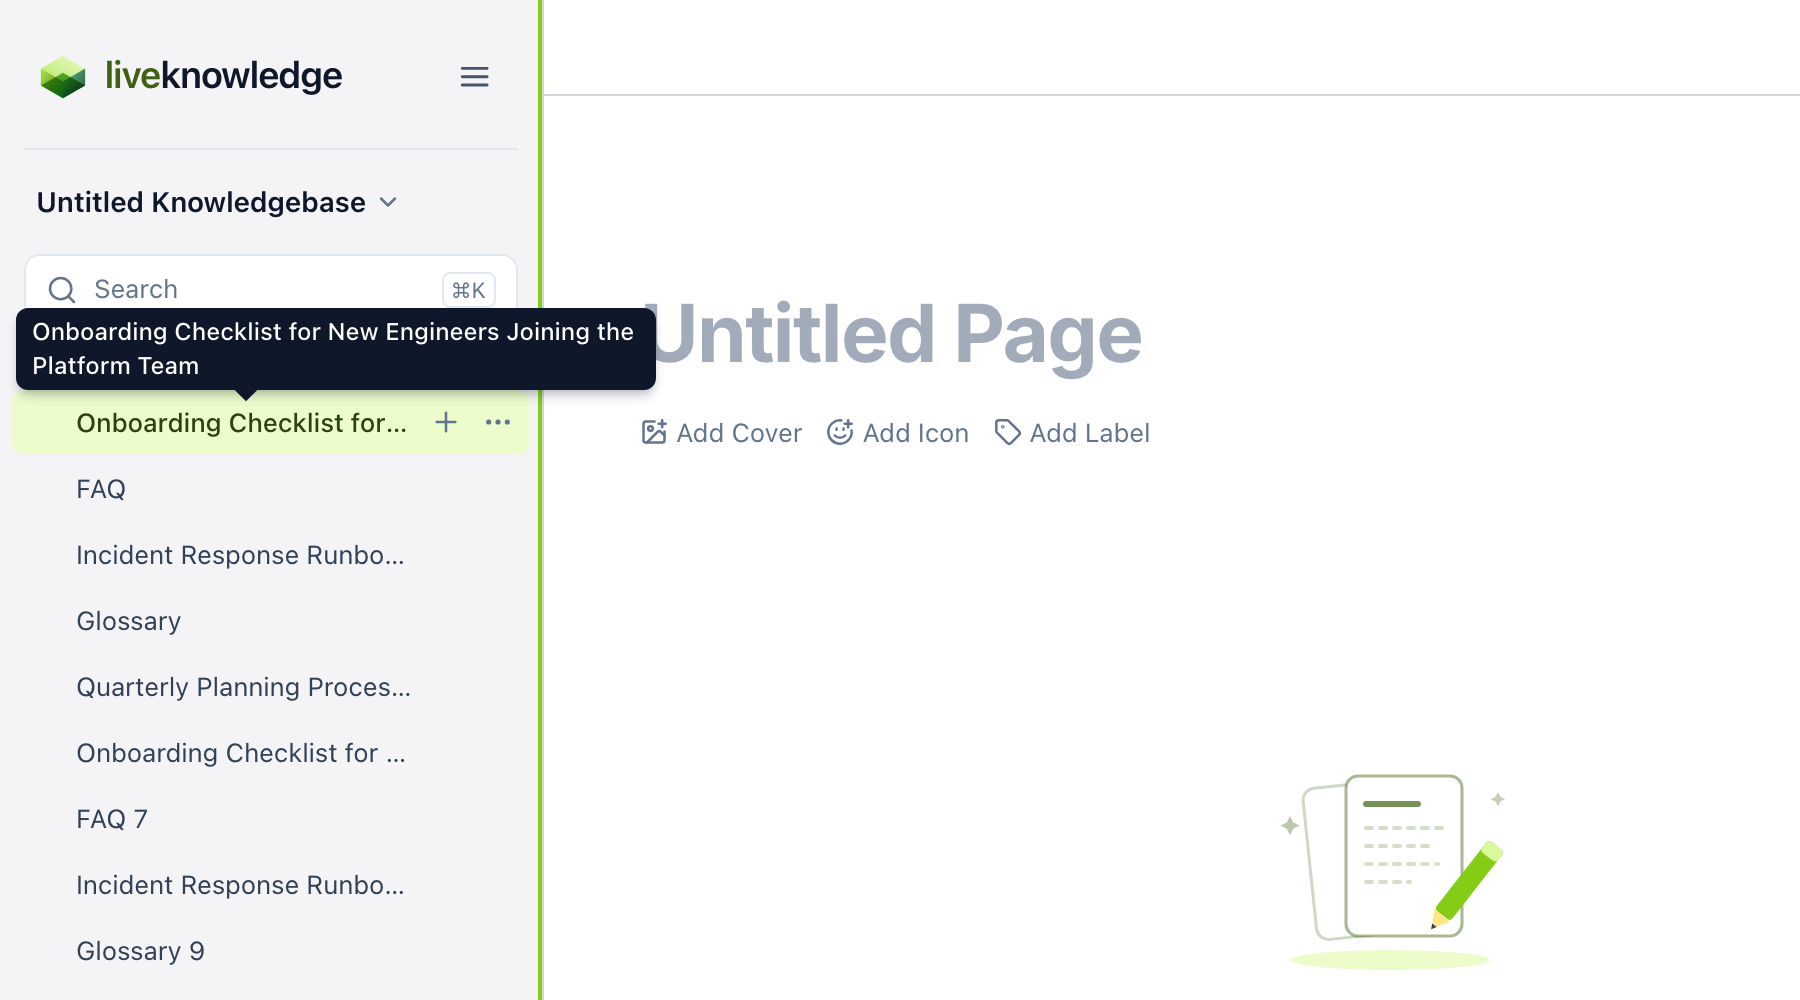 liveknowledge
Untitled Knowledgebase
Search
⌘K
Onboarding Checklist for New Engineers Joining the
Platform Team
Onboarding Checklist for...
FAQ
Incident Response Runbo...
Glossary
Quarterly Planning Proces...
Onboarding Checklist for ...
FAQ 7
Incident Response Runbo...
Glossary 9
Untitled Page
Add Cover
Add Icon
Add Label